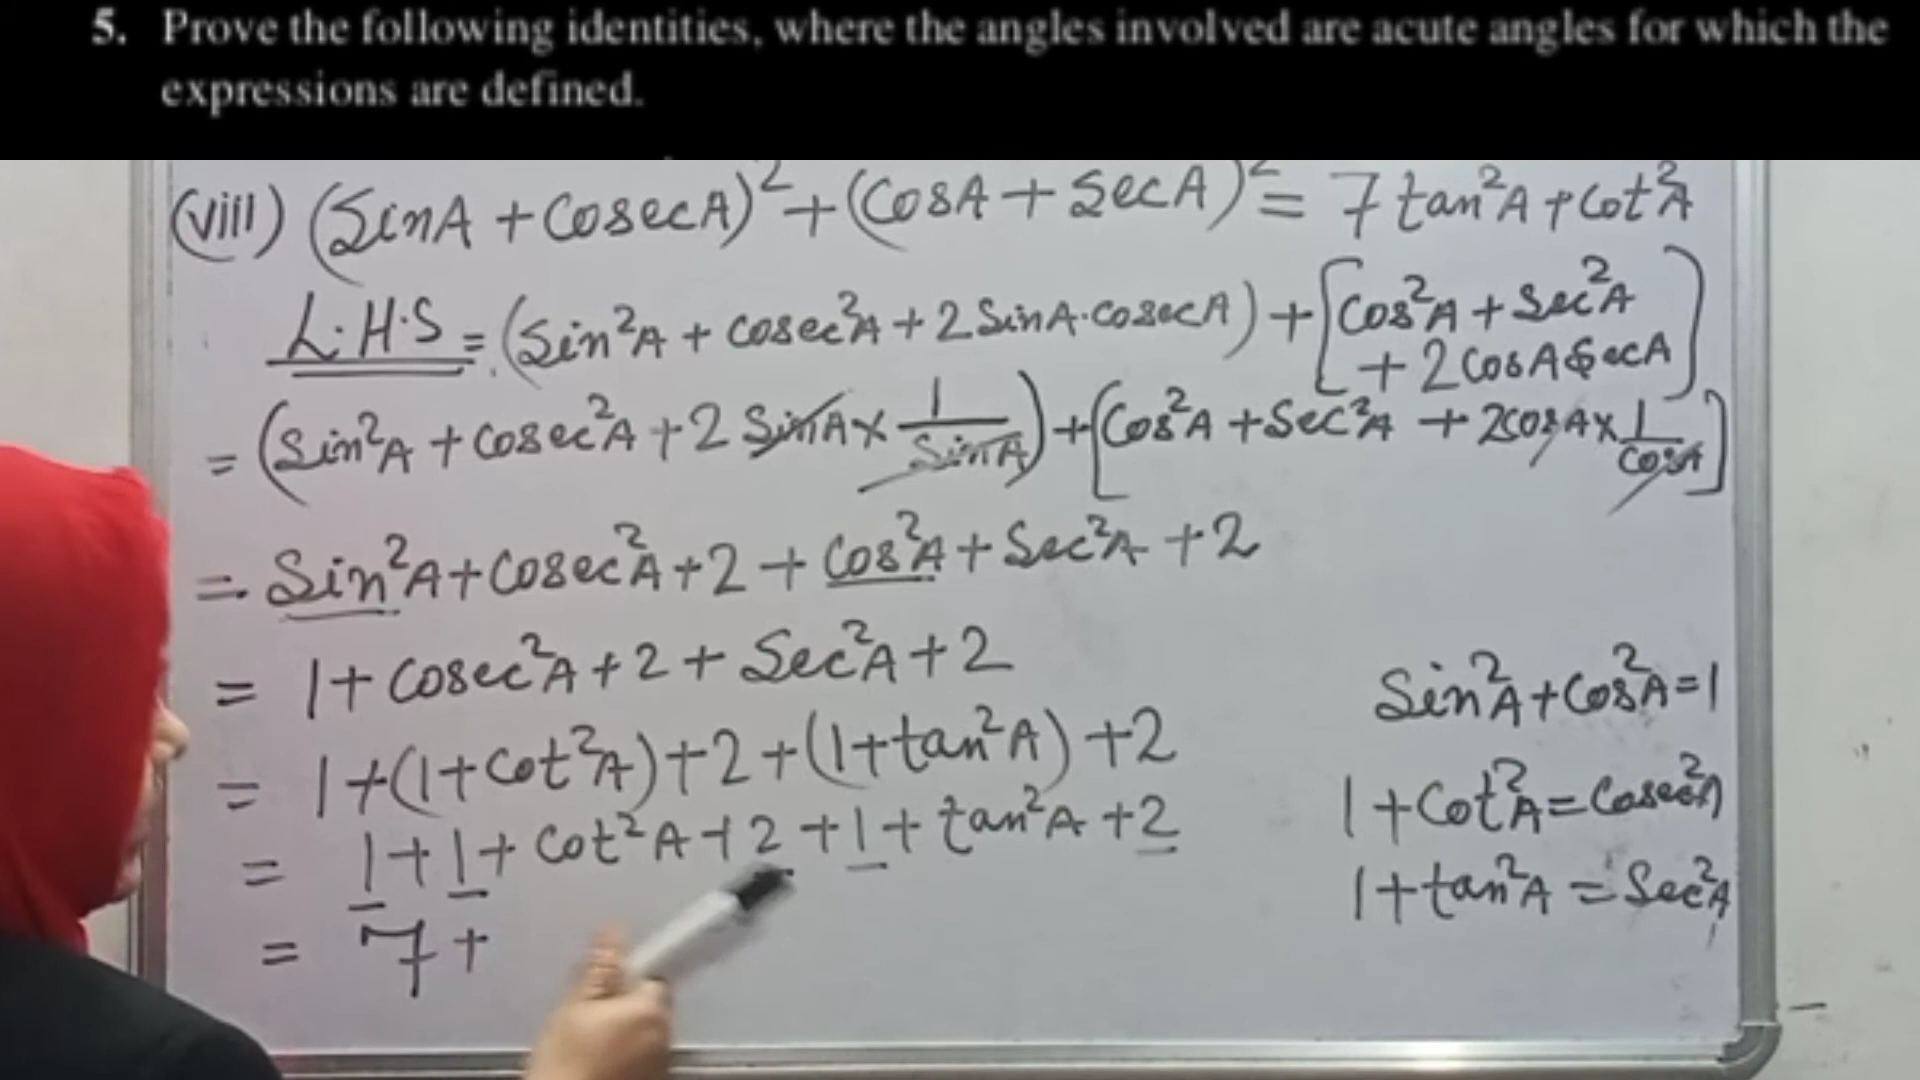 5. Prove the following identities, where the angles involved are acute angles for which the
expressions are defined.
(viii) (SinA + CosecA)² + (CosA + SecA)² = 7 tan²A + Cot²A
L.H.S = (Sin²A + Cosec²A + 2 SinA.CosecA) + [Cos²A + Sec²A
+ 2 CosA SecA]
= (Sin²A + Cosec²A + 2 SinA × 1/SinA) + [Cos²A + Sec²A + 2CosA × 1/CosA]
= Sin²A + Cosec²A + 2 + Cos²A + Sec²A + 2
= 1 + Cosec²A + 2 + Sec²A + 2
Sin²A + Cos²A = 1
= 1 + (1 + Cot²A) + 2 + (1 + tan²A) + 2
1 + Cot²A = Cosec²A
= 1 + 1 + Cot²A + 2 + 1 + tan²A + 2
1 + tan²A = Sec²A
= 7 +